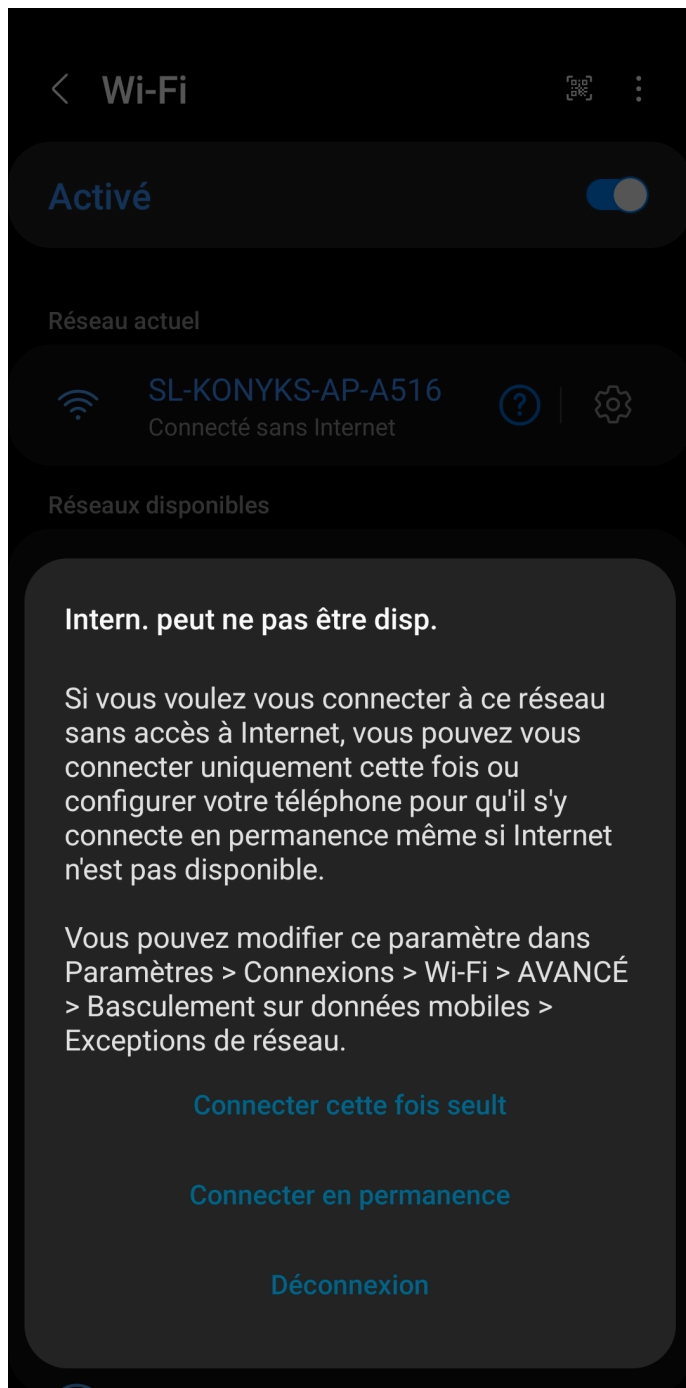 Wi-Fi
Activé
Réseau actuel
SL-KONYKS-AP-A516
Connecté sans Internet
?
Réseaux disponibles
Intern. peut ne pas être disp.
Si vous voulez vous connecter à ce réseau
sans accès à Internet, vous pouvez vous
connecter uniquement cette fois ou
configurer votre téléphone pour qu'il s'y
connecte en permanence même si Internet
n'est pas disponible.
Vous pouvez modifier ce paramètre dans
Paramètres > Connexions > Wi-Fi > AVANCÉ
> Basculement sur données mobiles >
Exceptions de réseau.
Connecter cette fois seult
Connecter en permanence
Déconnexion